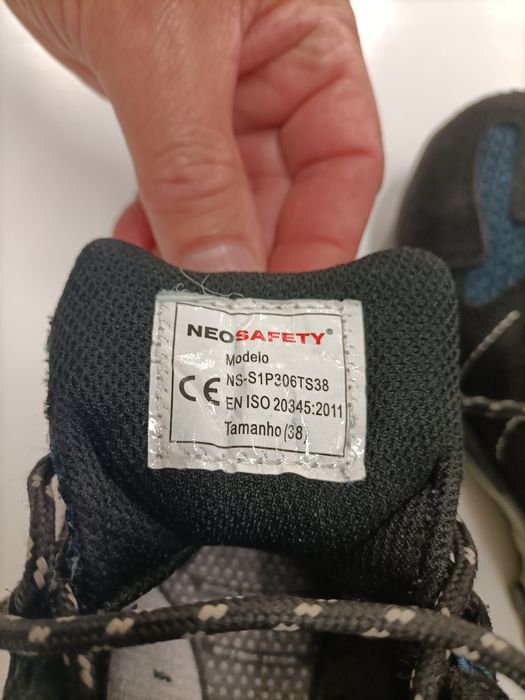 NEOSAFETY®
Modelo
NS-S1P306TS38
CE EN ISO 20345:2011
Tamanho (38)